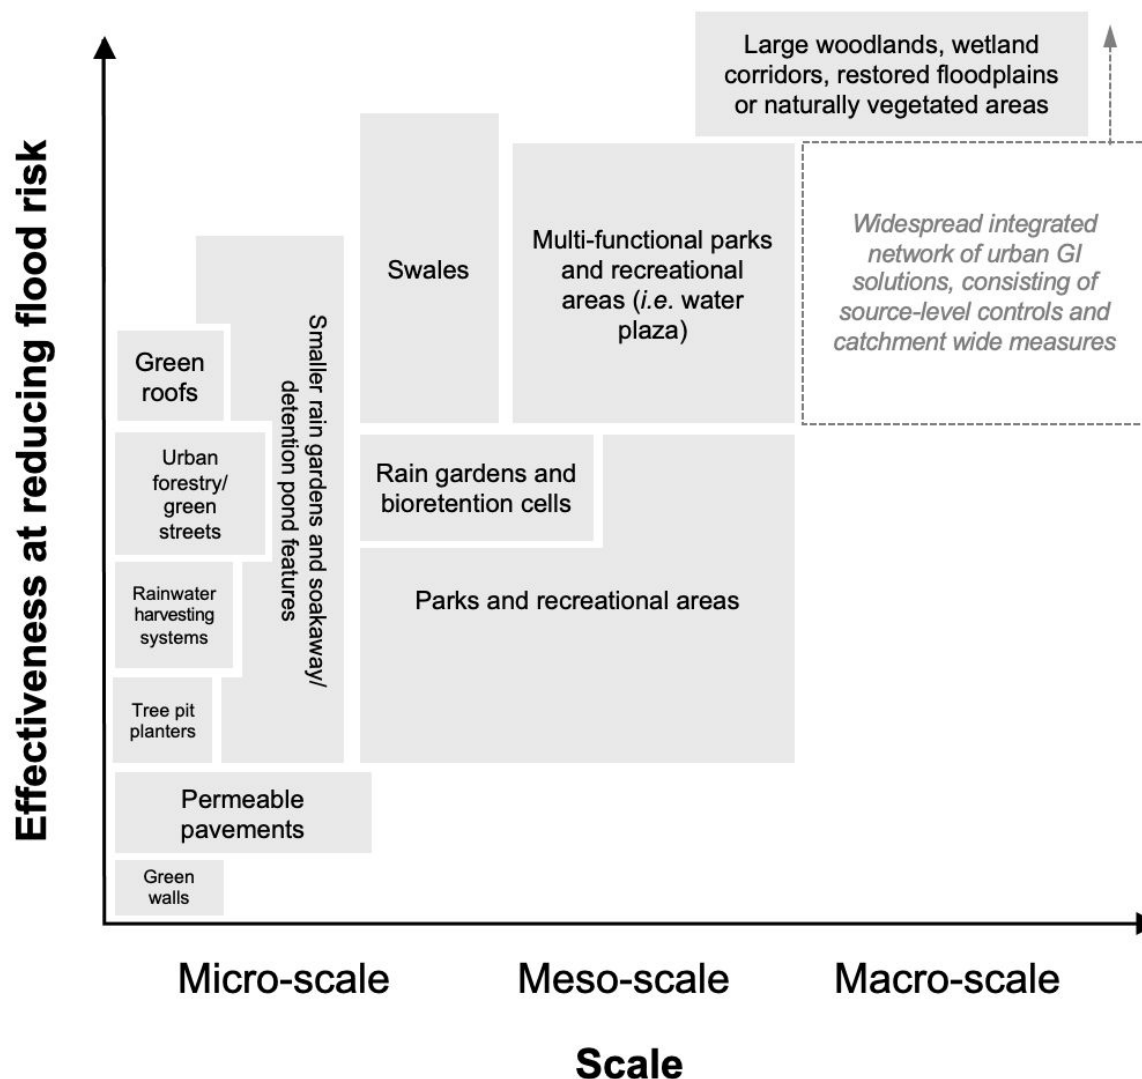 Effectiveness at reducing flood risk
Large woodlands, wetland
corridors, restored floodplains
or naturally vegetated areas
Widespread integrated
network of urban GI
solutions, consisting of
source-level controls and
catchment wide measures
Multi-functional parks
and recreational
areas (i.e. water
plaza)
Swales
Smaller rain gardens and soakaway/
detention pond features
Green
roofs
Urban
forestry/
green
streets
Rain gardens and
bioretention cells
Parks and recreational areas
Rainwater
harvesting
systems
Tree pit
planters
Permeable
pavements
Green
walls
Micro-scale
Meso-scale
Macro-scale
Scale